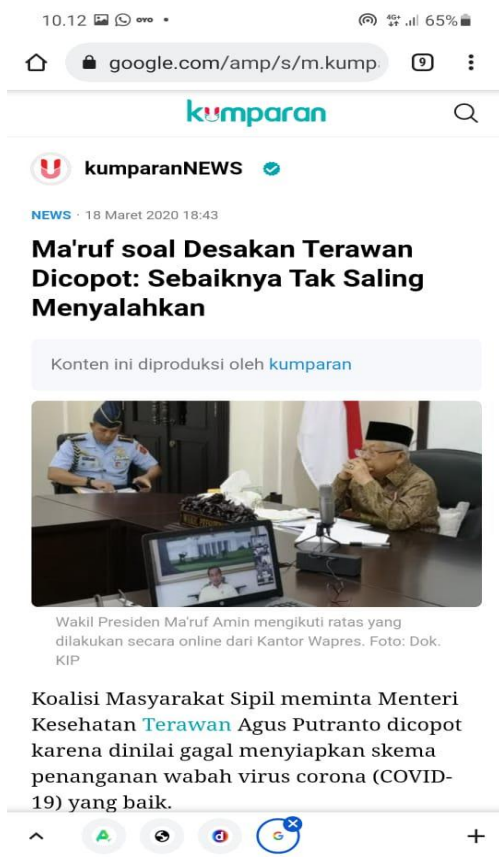 10.12 OVO
4G+ 65%
google.com/amp/s/m.kump
9
kumparan
kumparanNEWS
NEWS · 18 Maret 2020 18:43
Ma'ruf soal Desakan Terawan
Dicopot: Sebaiknya Tak Saling
Menyalahkan
Konten ini diproduksi oleh kumparan
Wakil Presiden Ma'ruf Amin mengikuti ratas yang
dilakukan secara online dari Kantor Wapres. Foto: Dok.
KIP
Koalisi Masyarakat Sipil meminta Menteri
Kesehatan Terawan Agus Putranto dicopot
karena dinilai gagal menyiapkan skema
penanganan wabah virus corona (COVID-
19) yang baik.